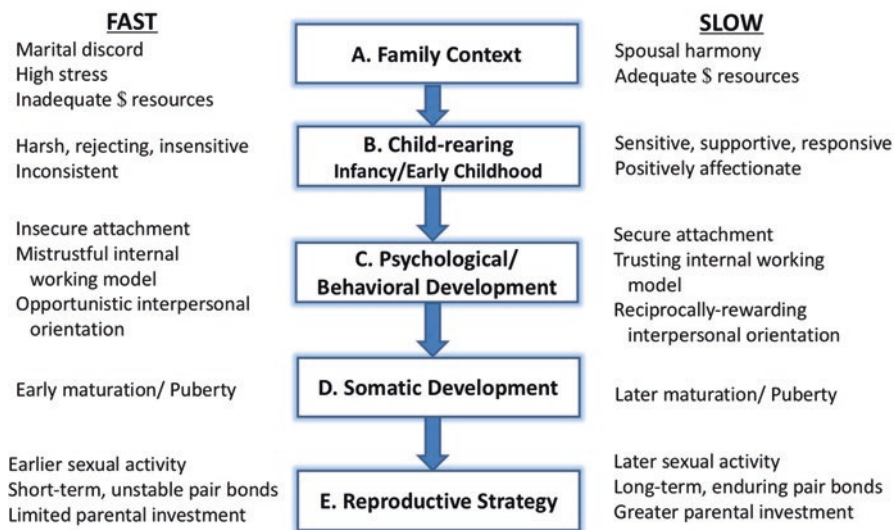 FAST
SLOW
Marital discord
High stress
Inadequate $ resources
A. Family Context
Spousal harmony
Adequate $ resources
Harsh, rejecting, insensitive
Inconsistent
B. Child-rearing
Infancy/Early Childhood
Sensitive, supportive, responsive
Positively affectionate
Insecure attachment
Mistrustful internal
working model
Opportunistic interpersonal
orientation
C. Psychological/
Behavioral Development
Secure attachment
Trusting internal working
model
Reciprocally-rewarding
interpersonal orientation
Early maturation/ Puberty
D. Somatic Development
Later maturation/ Puberty
Earlier sexual activity
Short-term, unstable pair bonds
Limited parental investment
E. Reproductive Strategy
Later sexual activity
Long-term, enduring pair bonds
Greater parental investment